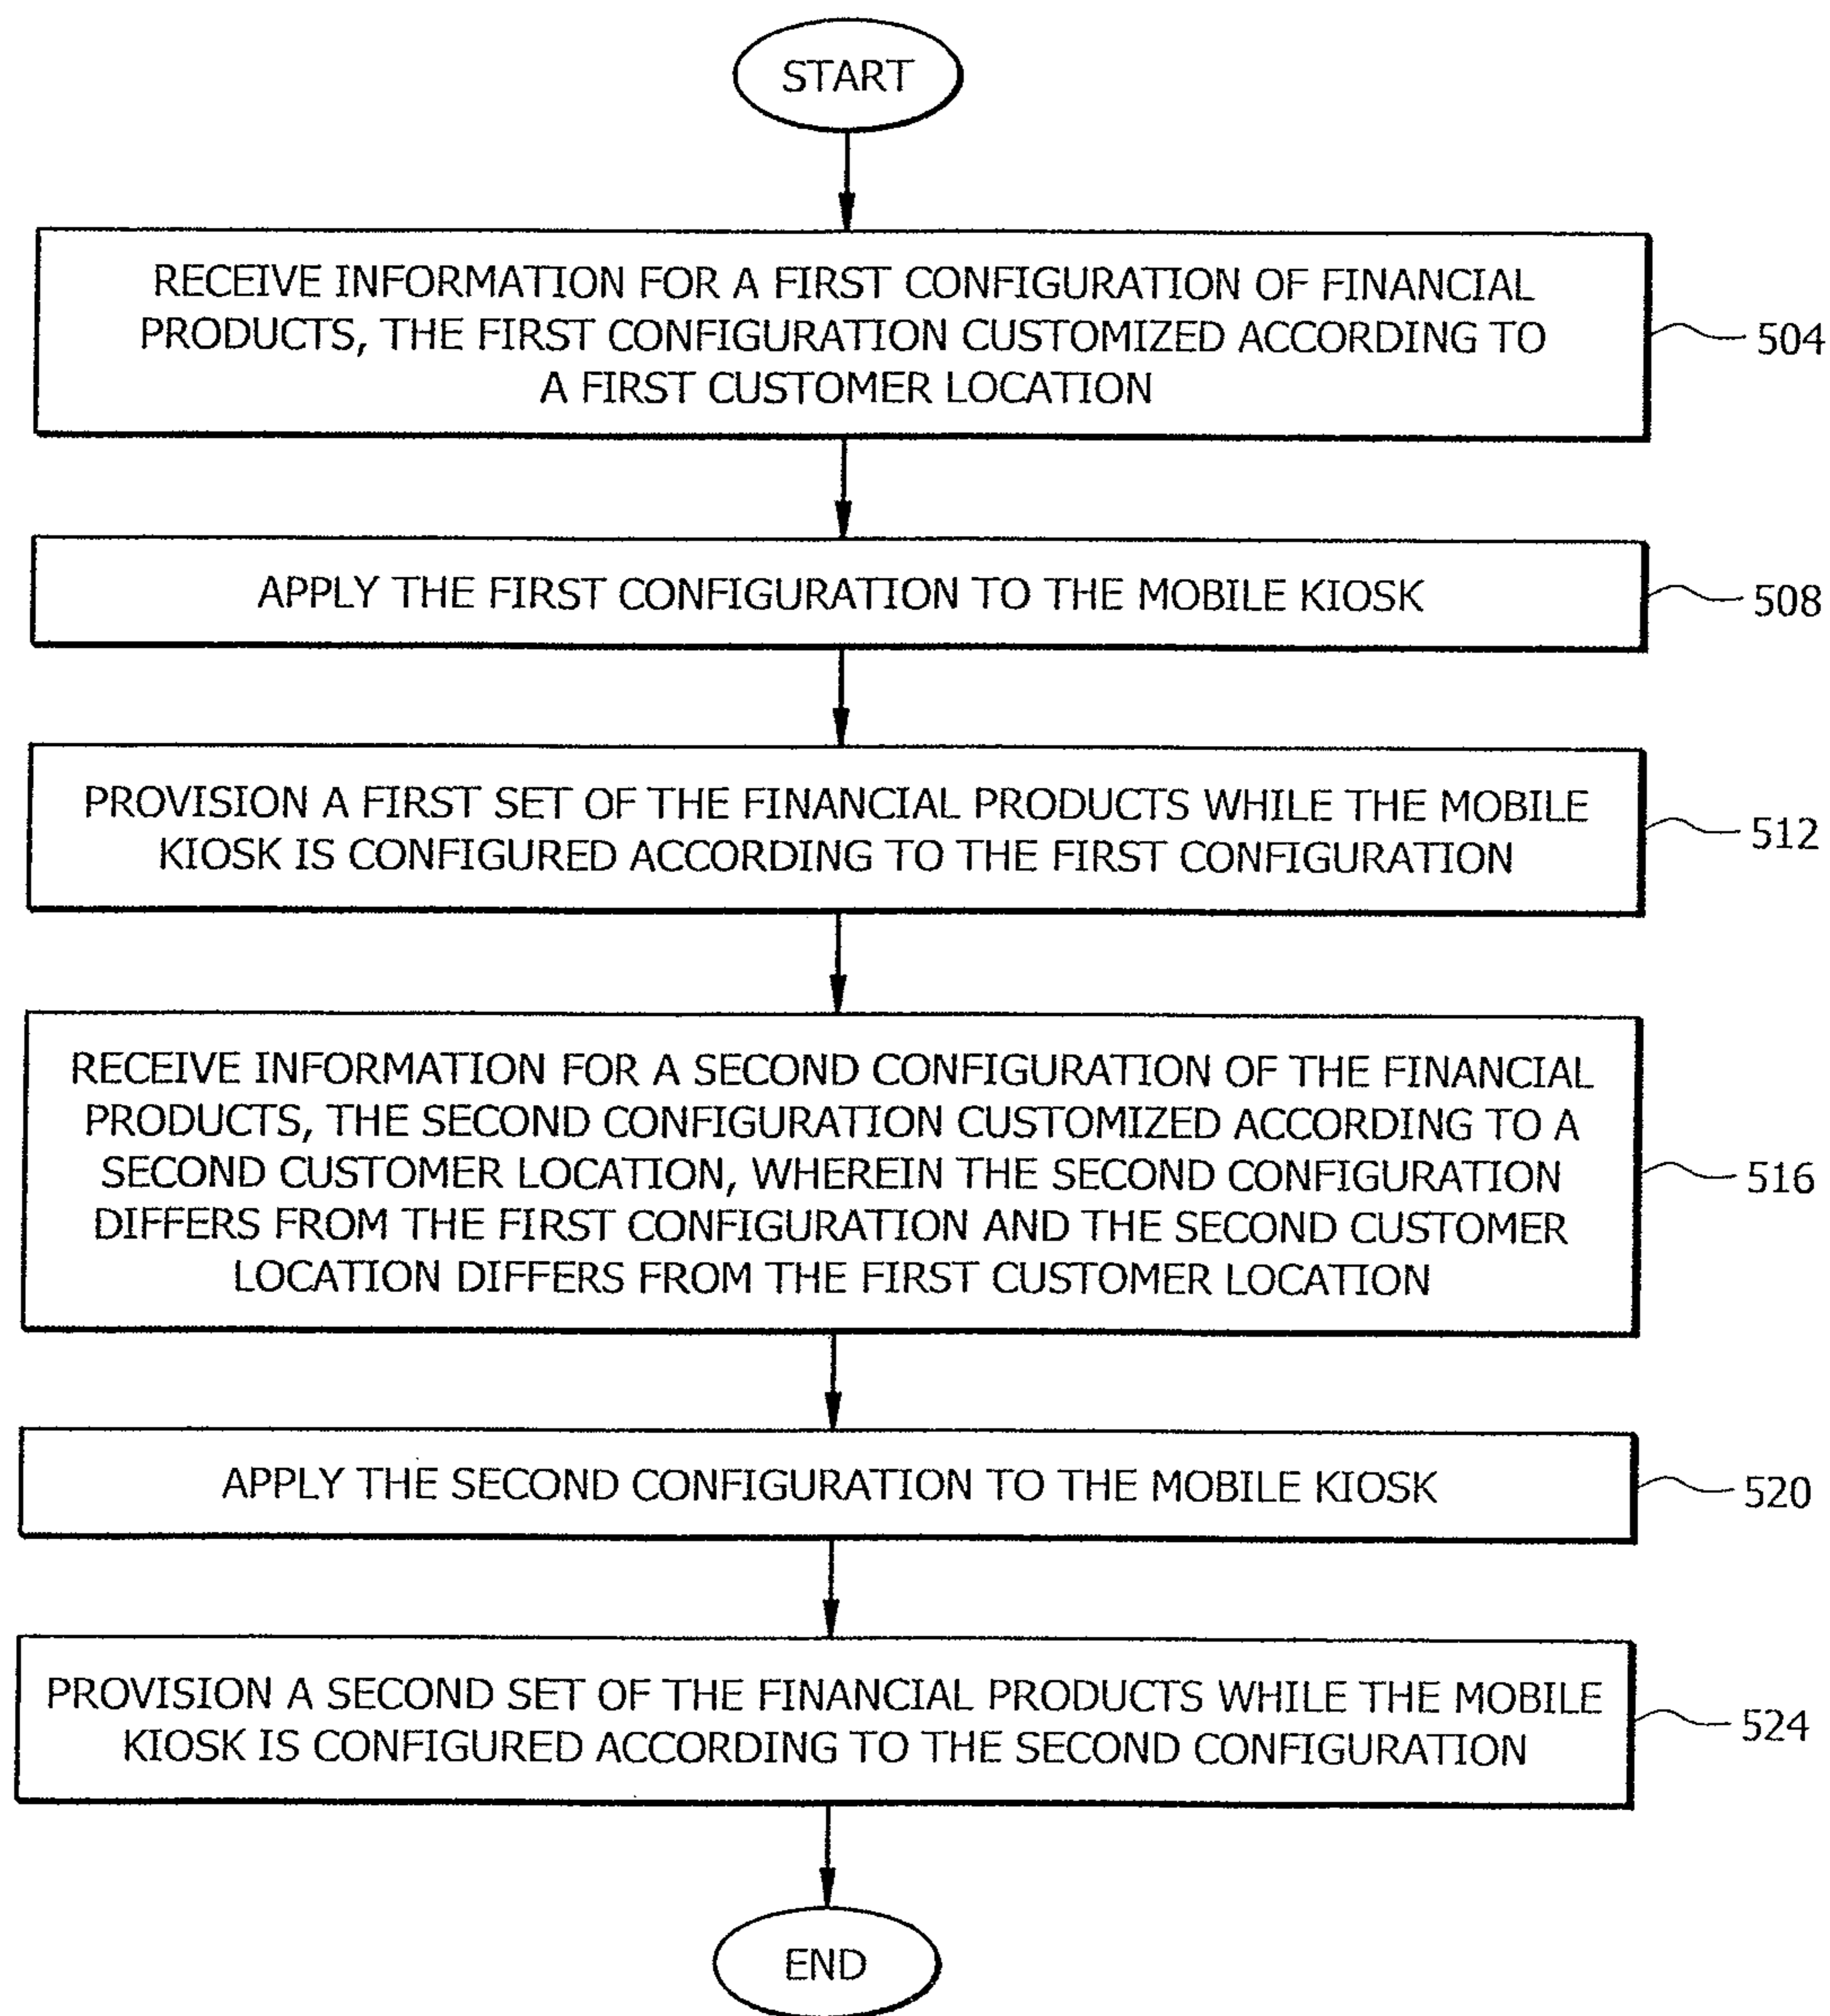 START
RECEIVE INFORMATION FOR A FIRST CONFIGURATION OF FINANCIAL
PRODUCTS, THE FIRST CONFIGURATION CUSTOMIZED ACCORDING TO
A FIRST CUSTOMER LOCATION
504
APPLY THE FIRST CONFIGURATION TO THE MOBILE KIOSK
508
PROVISION A FIRST SET OF THE FINANCIAL PRODUCTS WHILE THE MOBILE
KIOSK IS CONFIGURED ACCORDING TO THE FIRST CONFIGURATION
512
RECEIVE INFORMATION FOR A SECOND CONFIGURATION OF THE FINANCIAL
PRODUCTS, THE SECOND CONFIGURATION CUSTOMIZED ACCORDING TO A
SECOND CUSTOMER LOCATION, WHEREIN THE SECOND CONFIGURATION
DIFFERS FROM THE FIRST CONFIGURATION AND THE SECOND CUSTOMER
LOCATION DIFFERS FROM THE FIRST CUSTOMER LOCATION
516
APPLY THE SECOND CONFIGURATION TO THE MOBILE KIOSK
520
PROVISION A SECOND SET OF THE FINANCIAL PRODUCTS WHILE THE MOBILE
KIOSK IS CONFIGURED ACCORDING TO THE SECOND CONFIGURATION
524
END